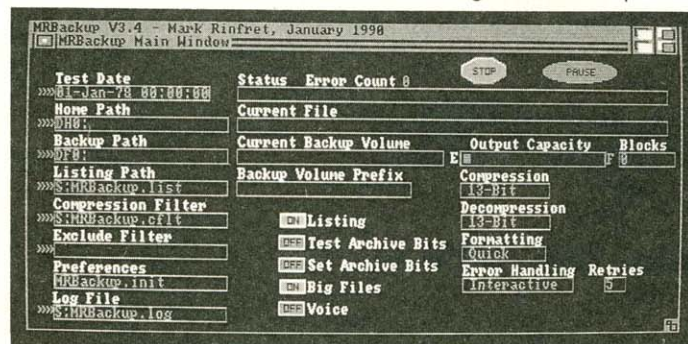 MRBackup V3.4 - Mark Rinfret, January 1990
MRBackup Main Window
STOP
PAUSE
Test Date
01-Jan-78 00:00:00
Status Error Count 0
Home Path
DH0:
Current File
Backup Path
DF0:
Current Backup Volume
Output Capacity
Blocks
E
F
0
Listing Path
S:MRBackup.list
Backup Volume Prefix
Compression
13-Bit
Compression Filter
S:MRBackup.cflt
Decompression
13-Bit
ON Listing
Exclude Filter
OFF Test Archive Bits
Formatting
Quick
Preferences
MRBackup.init
OFF Set Archive Bits
Error Handling
Retries
Interactive
5
ON Big Files
Log File
S:MRBackup.log
OFF Voice